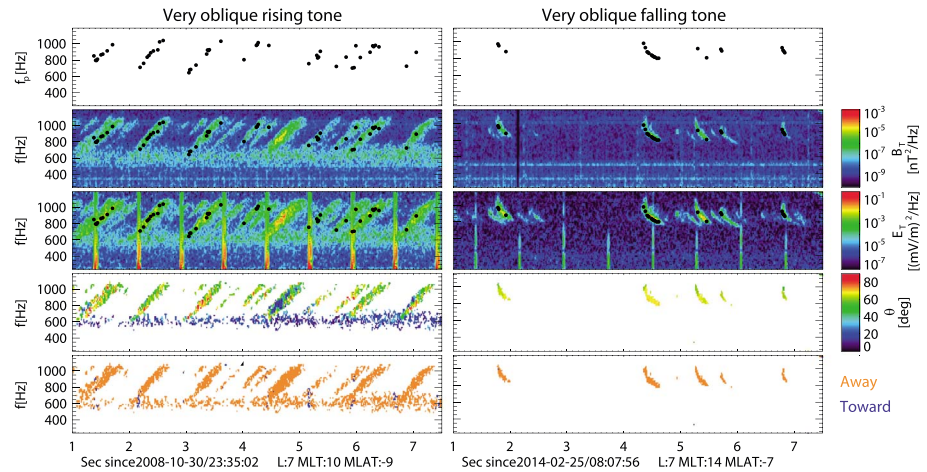 Very oblique rising tone
Very oblique falling tone
fp[Hz]
1000
800
600
400
f[Hz]
1000
800
600
400
10-3
10-5
10-7
10-9
BT
[nT2/Hz]
f[Hz]
1000
800
600
400
10-1
10-3
10-5
10-7
ET
[(mV/m)2/Hz]
f[Hz]
1000
800
600
400
80
60
40
20
0
θ
[deg]
f[Hz]
1000
800
600
400
Away
Toward
1 2 3 4 5 6 7
1 2 3 4 5 6 7
Sec since2008-10-30/23:35:02 L:7 MLT:10 MLAT:-9
Sec since2014-02-25/08:07:56 L:7 MLT:14 MLAT:-7